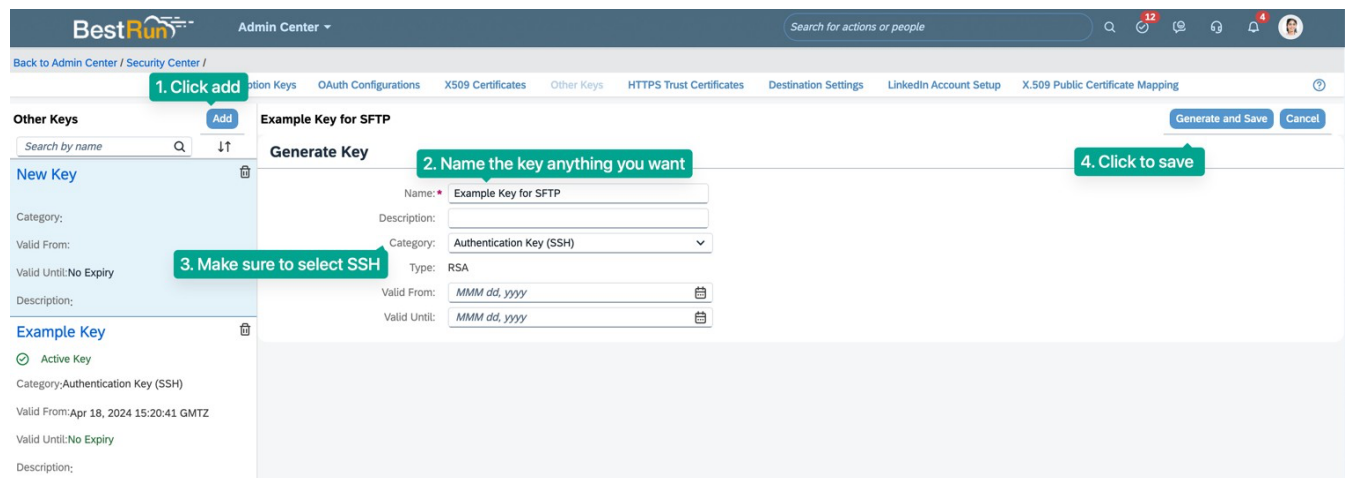 BestRun
Admin Center
Search for actions or people
12
4
Back to Admin Center / Security Center /
1. Click add
Keys
OAuth Configurations
X509 Certificates
Other Keys
HTTPS Trust Certificates
Destination Settings
LinkedIn Account Setup
X.509 Public Certificate Mapping
Other Keys
Add
Example Key for SFTP
Generate and Save
Cancel
Search by name
Generate Key
2. Name the key anything you want
4. Click to save
New Key
Name:*
Example Key for SFTP
Category:
Description:
Valid From:
Category:
Authentication Key (SSH)
3. Make sure to select SSH
Valid Until:No Expiry
Type:
RSA
Description:
Valid From:
MMM dd, yyyy
Valid Until:
MMM dd, yyyy
Example Key
Active Key
Category:Authentication Key (SSH)
Valid From:Apr 18, 2024 15:20:41 GMTZ
Valid Until:No Expiry
Description: